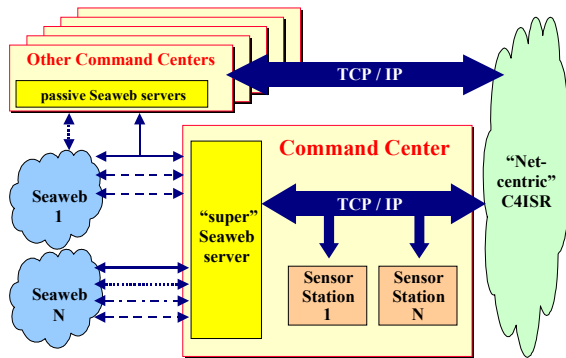 Other Command Centers
passive Seaweb servers
TCP / IP
Command Center
Seaweb
1
"super"
Seaweb
server
TCP / IP
“Net-
centric”
C4ISR
Sensor
Station
1
Sensor
Station
N
Seaweb
N